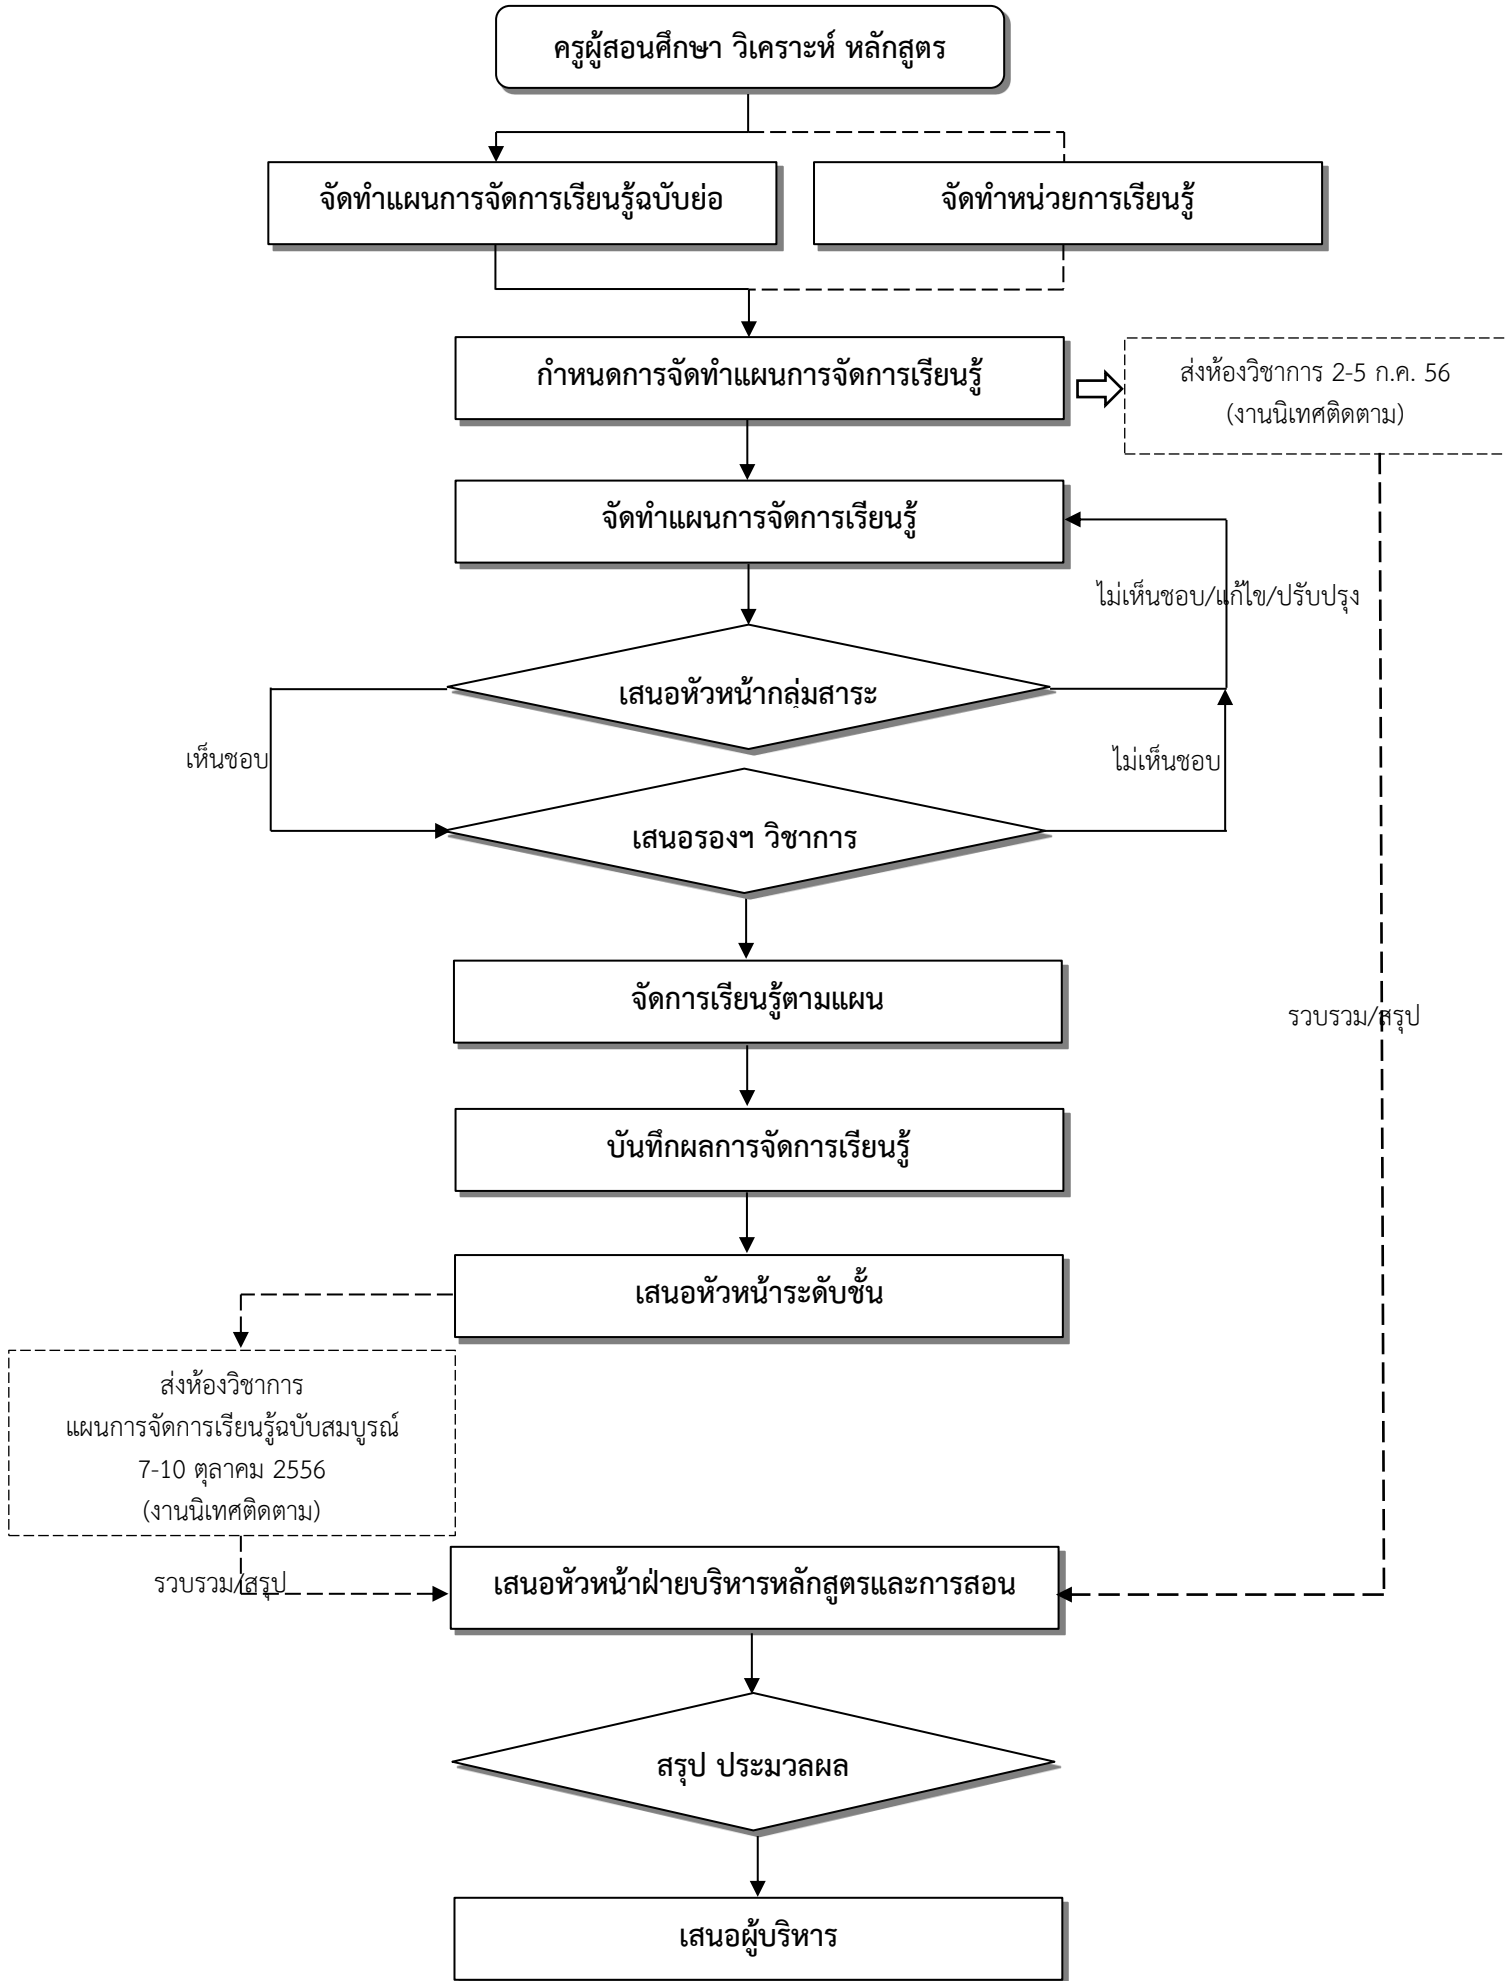 ครูผู้สอนศึกษา วิเคราะห์ หลักสูตร
จัดทำแผนการจัดการเรียนรู้ฉบับย่อ
จัดทำหน่วยการเรียนรู้
กำหนดการจัดทำแผนการจัดการเรียนรู้
ส่งห้องวิชาการ 2-5 ก.ค. 56
(งานนิเทศติดตาม)
จัดทำแผนการจัดการเรียนรู้
ไม่เห็นชอบ/แก้ไข/ปรับปรุง
เสนอหัวหน้ากลุ่มสาระ
เห็นชอบ
ไม่เห็นชอบ
เสนอรองฯ วิชาการ
จัดการเรียนรู้ตามแผน
รวบรวม/สรุป
บันทึกผลการจัดการเรียนรู้
เสนอหัวหน้าระดับชั้น
ส่งห้องวิชาการ
แผนการจัดการเรียนรู้ฉบับสมบูรณ์
7-10 ตุลาคม 2556
(งานนิเทศติดตาม)
รวบรวม/สรุป
เสนอหัวหน้าฝ่ายบริหารหลักสูตรและการสอน
สรุป ประมวลผล
เสนอผู้บริหาร